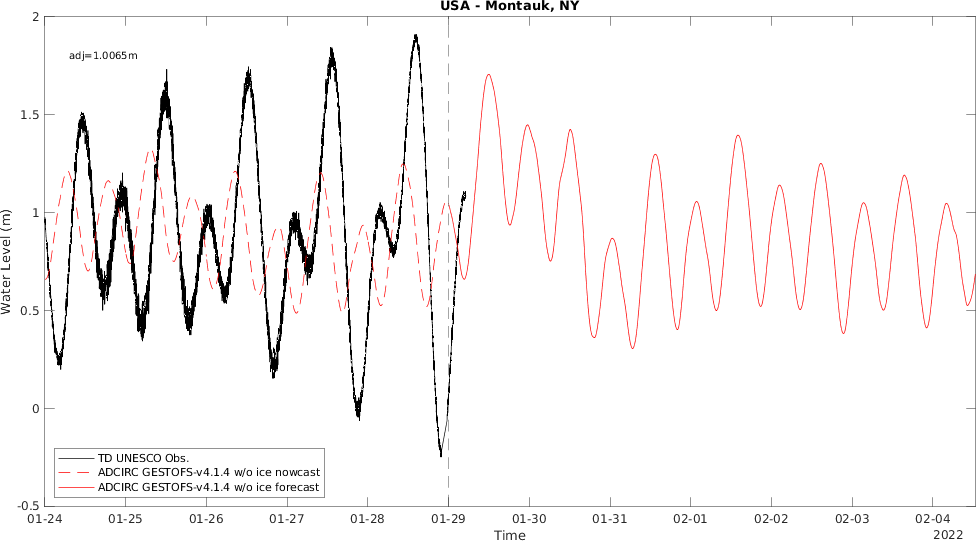 USA - Montauk, NY
adj=1.0065m
Water Level (m)
2
1.5
1
0.5
0
-0.5
TD UNESCO Obs.
ADCIRC GESTOFS-v4.1.4 w/o ice nowcast
ADCIRC GESTOFS-v4.1.4 w/o ice forecast
01-24 01-25 01-26 01-27 01-28 01-29 01-30 01-31 02-01 02-02 02-03 02-04
Time
2022